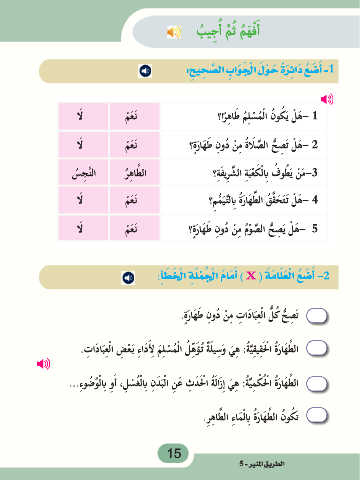 أَفْهَمُ ثُمَّ أُجِيبُ
1- أَضَعُ دَائِرَةً حَوْلَ الْجَوَابِ الصَّحِيحِ:
1 -هَلْ يَكُونُ الْمُسْلِمُ طَاهِرًا؟ نَعَمْ لَا
2 -هَلْ تَصِحُّ الصَّلَاةُ مِنْ دُونِ طَهَارَةٍ؟ نَعَمْ لَا
3-مَنْ يَطُوفُ بِالْكَعْبَةِ الشَّرِيفَةِ؟ الطَّاهِرُ النَّجِسُ
4 -هَلْ تَتَحَقَّقُ الطَّهَارَةُ بِالتَّيَمُّمِ؟ نَعَمْ لَا
5 -هَلْ يَصِحُّ الصَّوْمُ مِنْ دُونِ طَهَارَةٍ؟ نَعَمْ لَا
2- أَضَعُ الْعَلَامَةَ ( X ) أَمَامَ الْجُمْلَةِ الْخَطَأِ:
تَصِحُّ كُلُّ الْعِبَادَاتِ مِنْ دُونِ طَهَارَةٍ.
الطَّهَارَةُ الْحَقِيقِيَّةُ: هِيَ وَسِيلَةٌ تُؤَهِّلُ الْمُسْلِمَ لِأَدَاءِ بَعْضِ الْعِبَادَاتِ.
الطَّهَارَةُ الْحُكْمِيَّةُ: هِيَ إِزَالَةُ الْحَدَثِ عَنِ الْبَدَنِ بِالْغُسْلِ، أَوِ بِالْوُضُوءِ...
تَكُونُ الطَّهَارَةُ بِالْمَاءِ الطَّاهِرِ.
15
الطريق المنير - 5